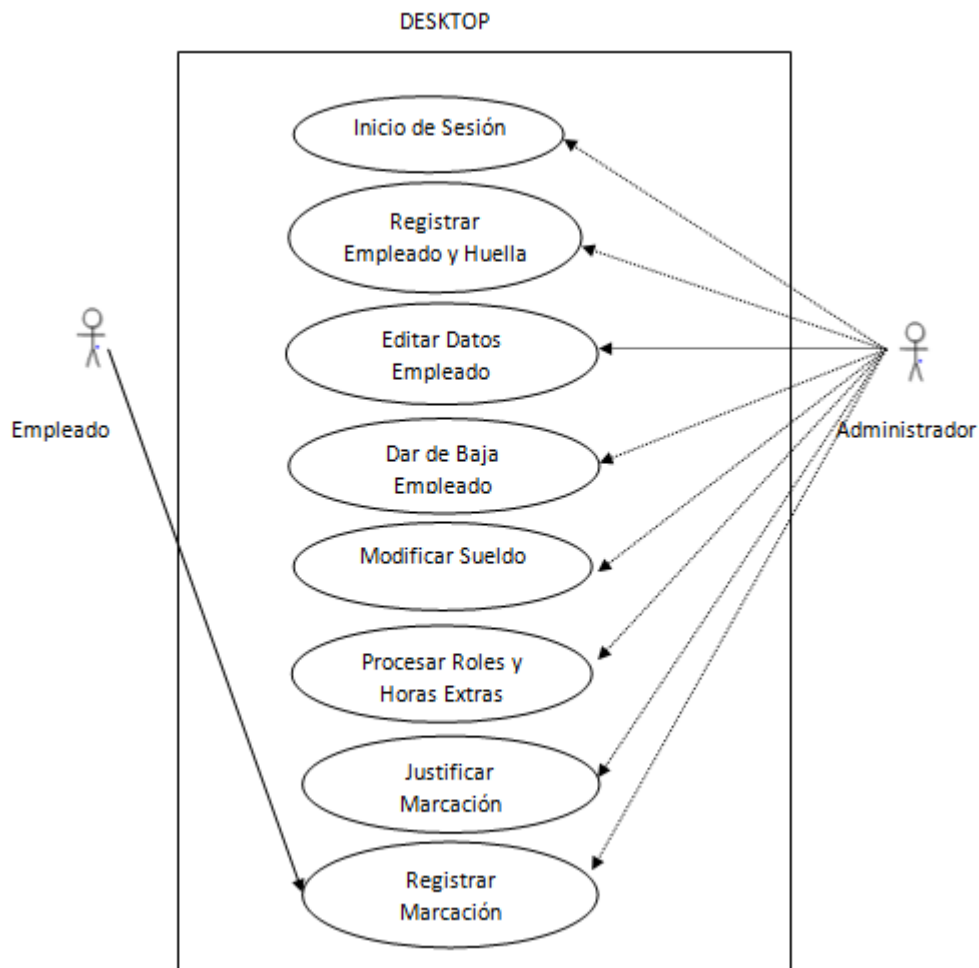 DESKTOP
Inicio de Sesión
Registrar
Empleado y Huella
Editar Datos
Empleado
Empleado
Administrador
Dar de Baja
Empleado
Modificar Sueldo
Procesar Roles y
Horas Extras
Justificar
Marcación
Registrar
Marcación